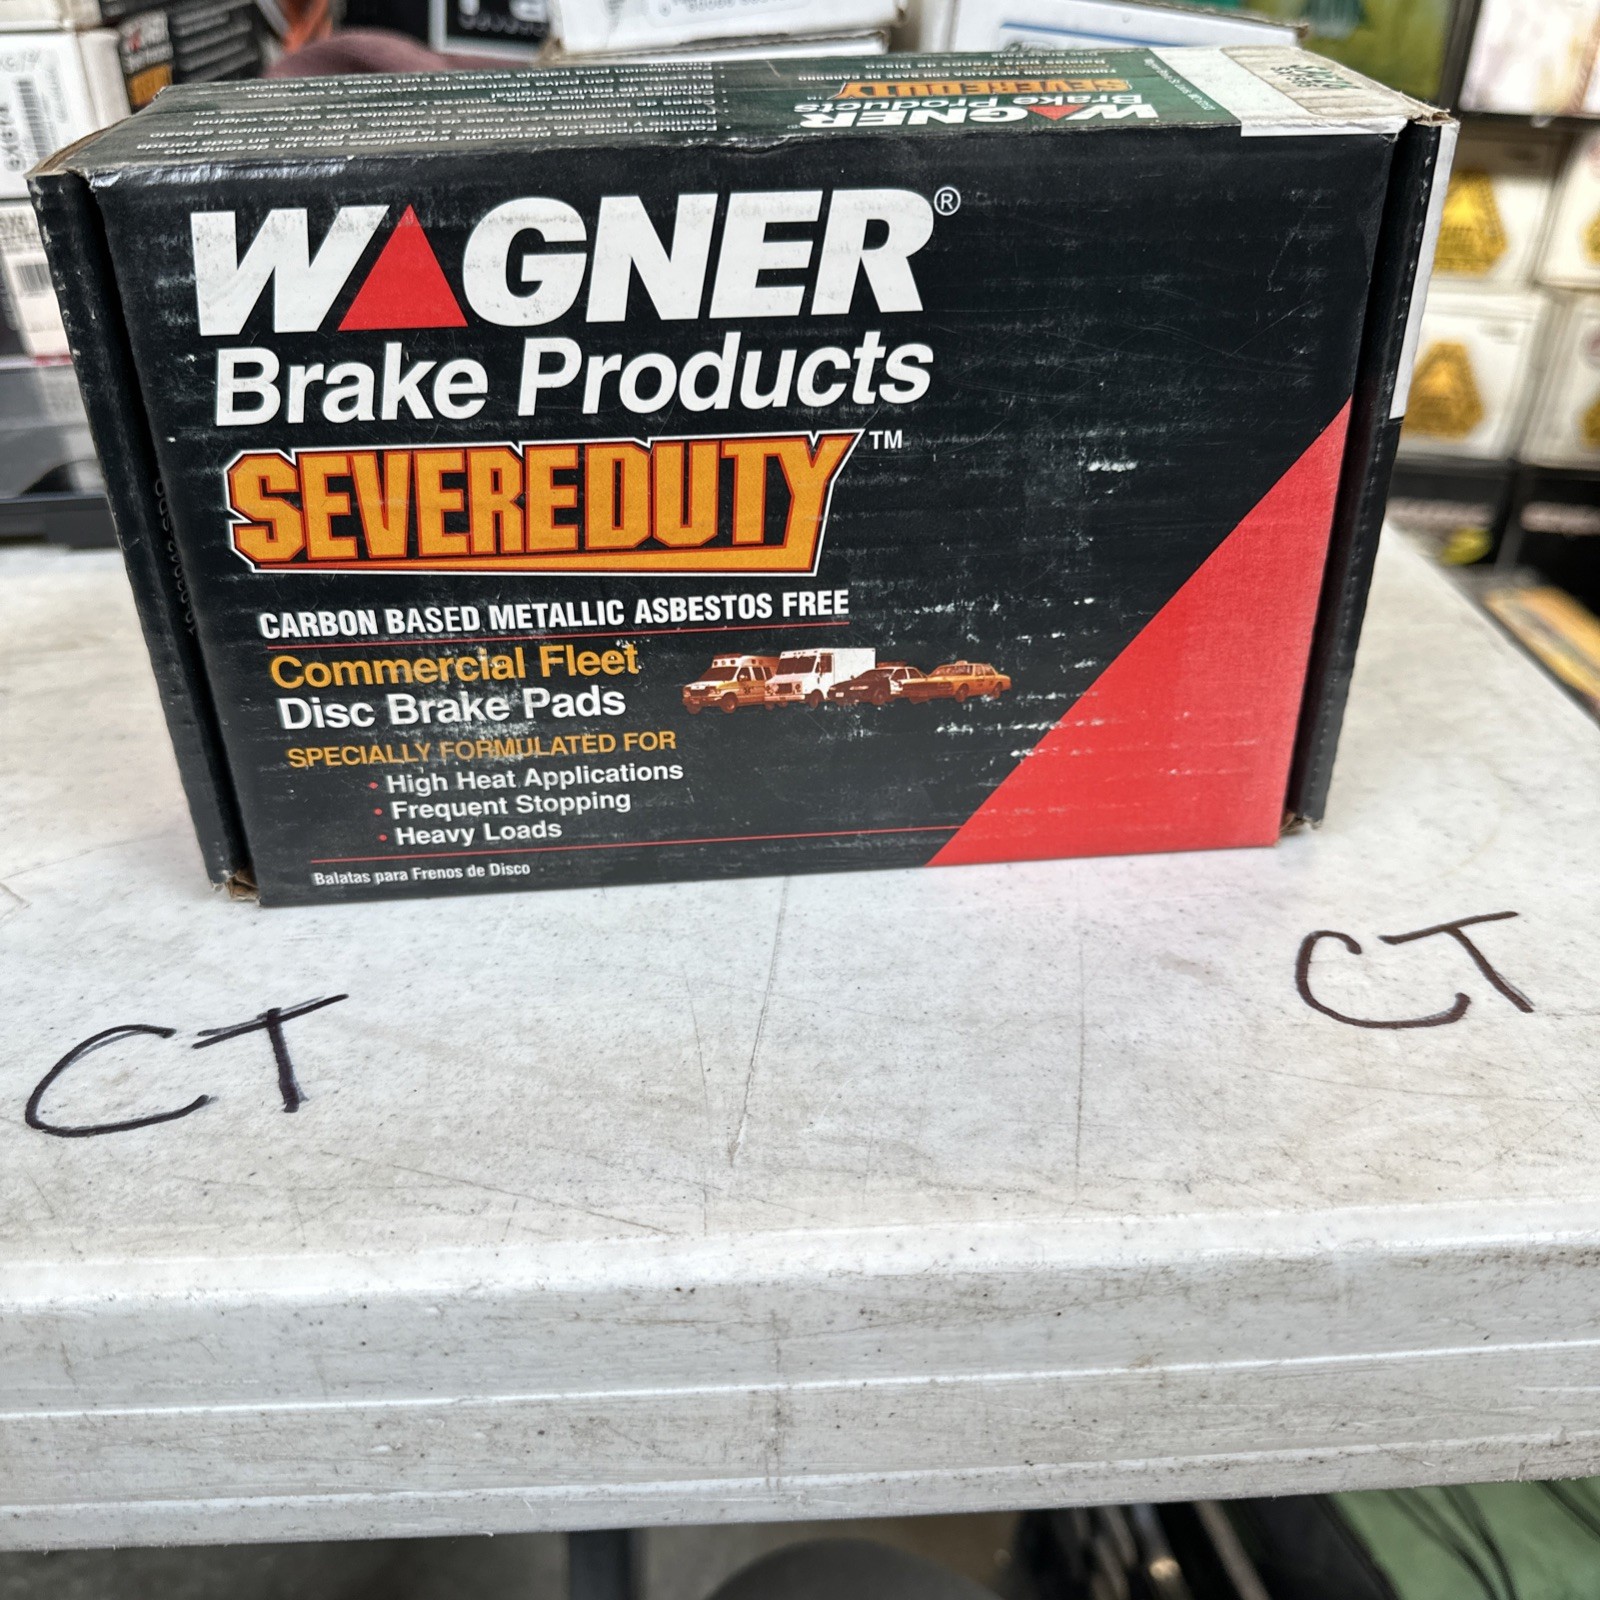 WAGNER®
Brake Products
SEVEREDUTY™
CARBON BASED METALLIC ASBESTOS FREE
Commercial Fleet
Disc Brake Pads
SPECIALLY FORMULATED FOR
• High Heat Applications
• Frequent Stopping
• Heavy Loads
Balatas para Frenos de Disco
WAGNER
Brake Products
SEVEREDUTY
CT
CT